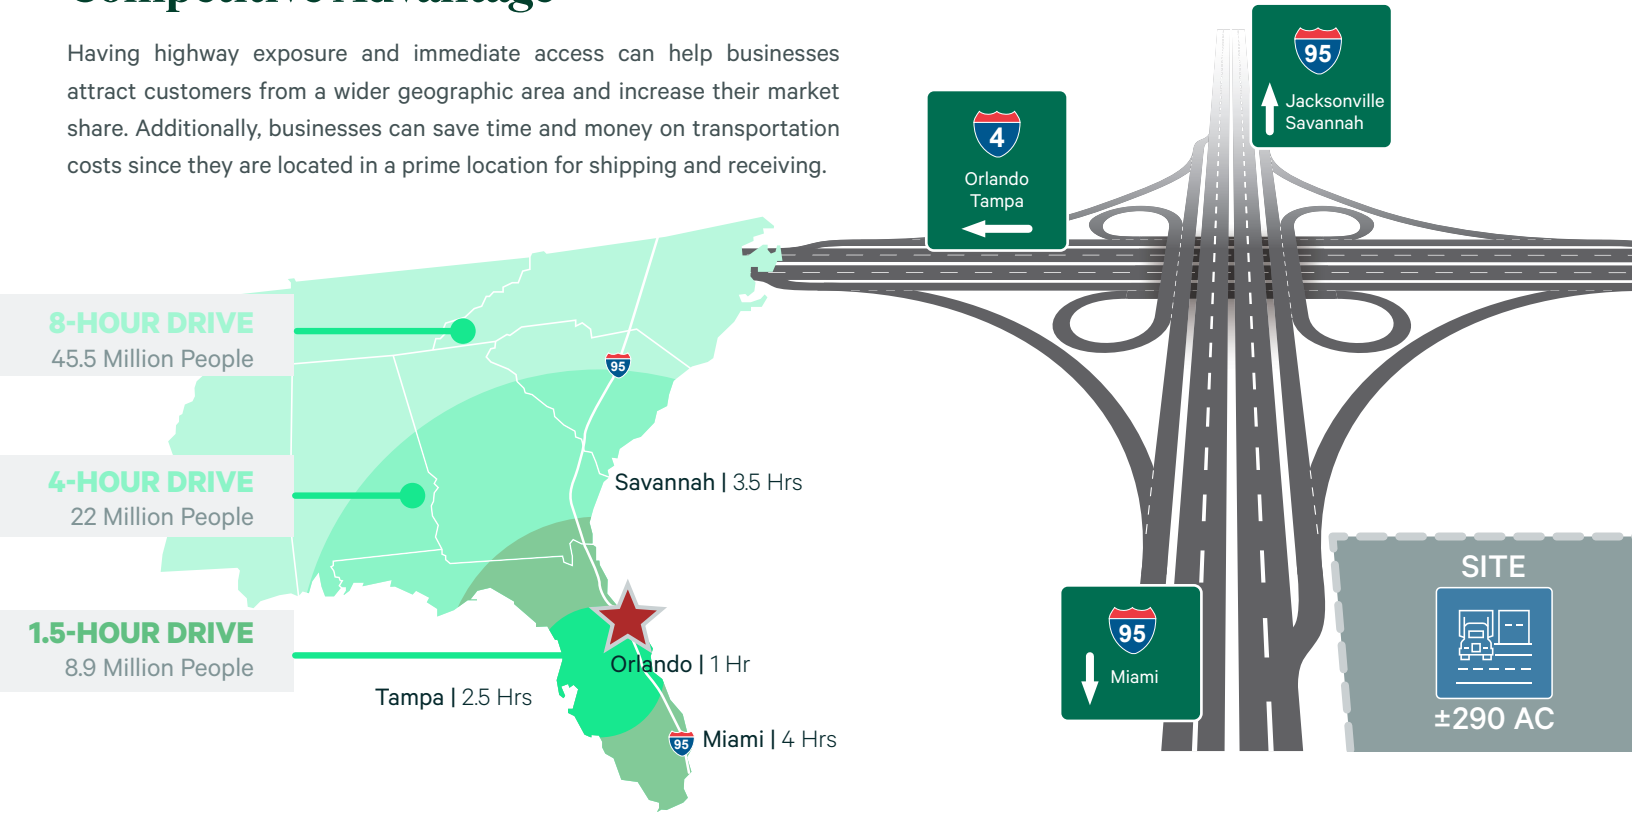 Competitive Advantage
Having highway exposure and immediate access can help businesses
attract customers from a wider geographic area and increase their market
share. Additionally, businesses can save time and money on transportation
costs since they are located in a prime location for shipping and receiving.
95
Jacksonville
Savannah
4
Orlando
Tampa
8-HOUR DRIVE
45.5 Million People
95
4-HOUR DRIVE
22 Million People
Savannah | 3.5 Hrs
1.5-HOUR DRIVE
8.9 Million People
Orlando | 1 Hr
Tampa | 2.5 Hrs
95
Miami | 4 Hrs
95
Miami
SITE
±290 AC